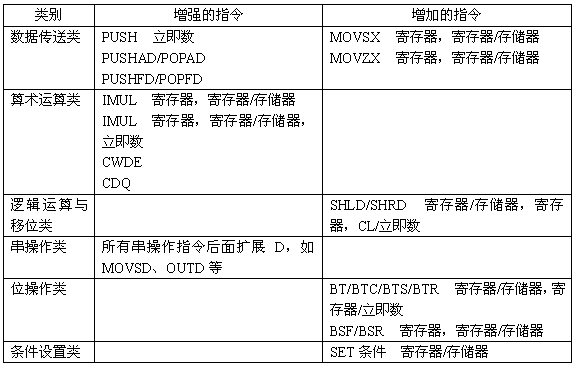 类别 增强的指令 增加的指令
数据传送类 PUSH 立即数 MOVSX 寄存器，寄存器/存储器
PUSHAD/POPAD MOVZX 寄存器，寄存器/存储器
PUSHFD/POPFD
算术运算类 IMUL 寄存器，寄存器/存储器
IMUL 寄存器，寄存器/存储器，
立即数
CWDE
CDQ
逻辑运算与 SHLD/SHRD 寄存器/存储器，寄存
移位类 器，CL/立即数
串操作类 所有串操作指令后面扩展 D，如
MOVSD、OUTD 等
位操作类 BT/BTC/BTS/BTR 寄存器/存储器，寄
存器/立即数
BSF/BSR 寄存器，寄存器/存储器
条件设置类 SET 条件 寄存器/存储器